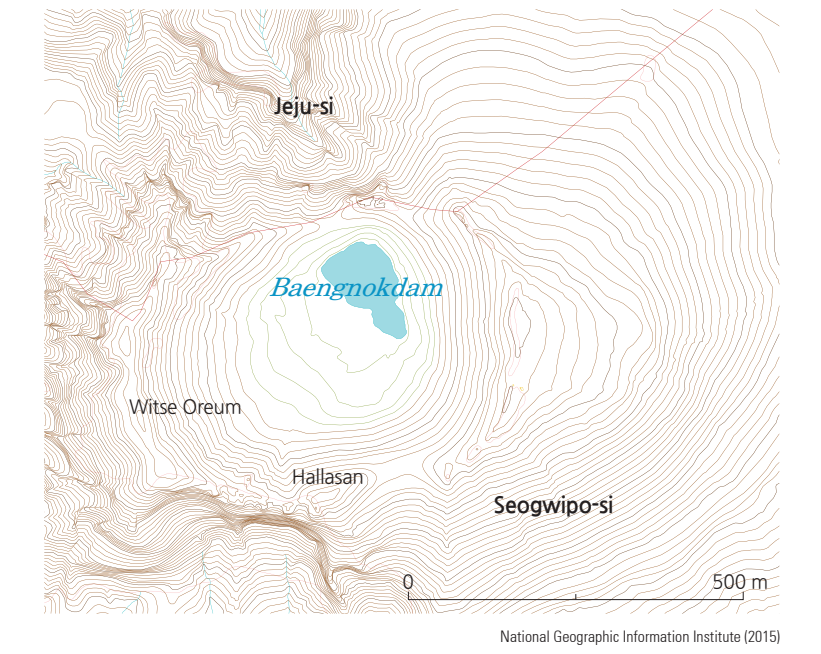 Jeju-si
Baengnokdam
Witse Oreum
Hallasan
Seogwipo-si
0 500 m
National Geographic Information Institute (2015)